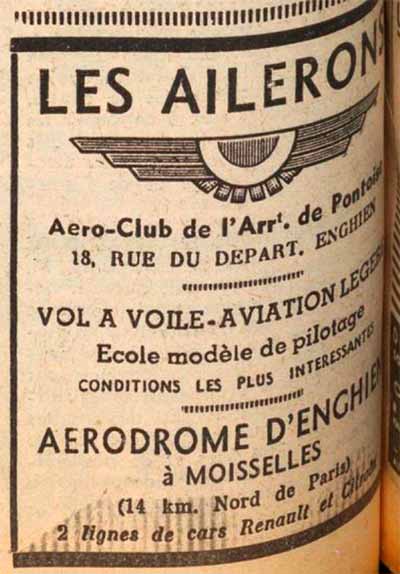 LES AILERONS
Aero-Club de l'Arrt. de Pontoise
18, RUE DU DEPART. ENGHIEN
VOL A VOILE-AVIATION LEGERE
Ecole modèle de pilotage
CONDITIONS LES PLUS INTERESSANTES
AERODROME D'ENGHIEN
à MOISSELLES
(14 km. Nord de Paris)
2 lignes de cars Renault et Citroën